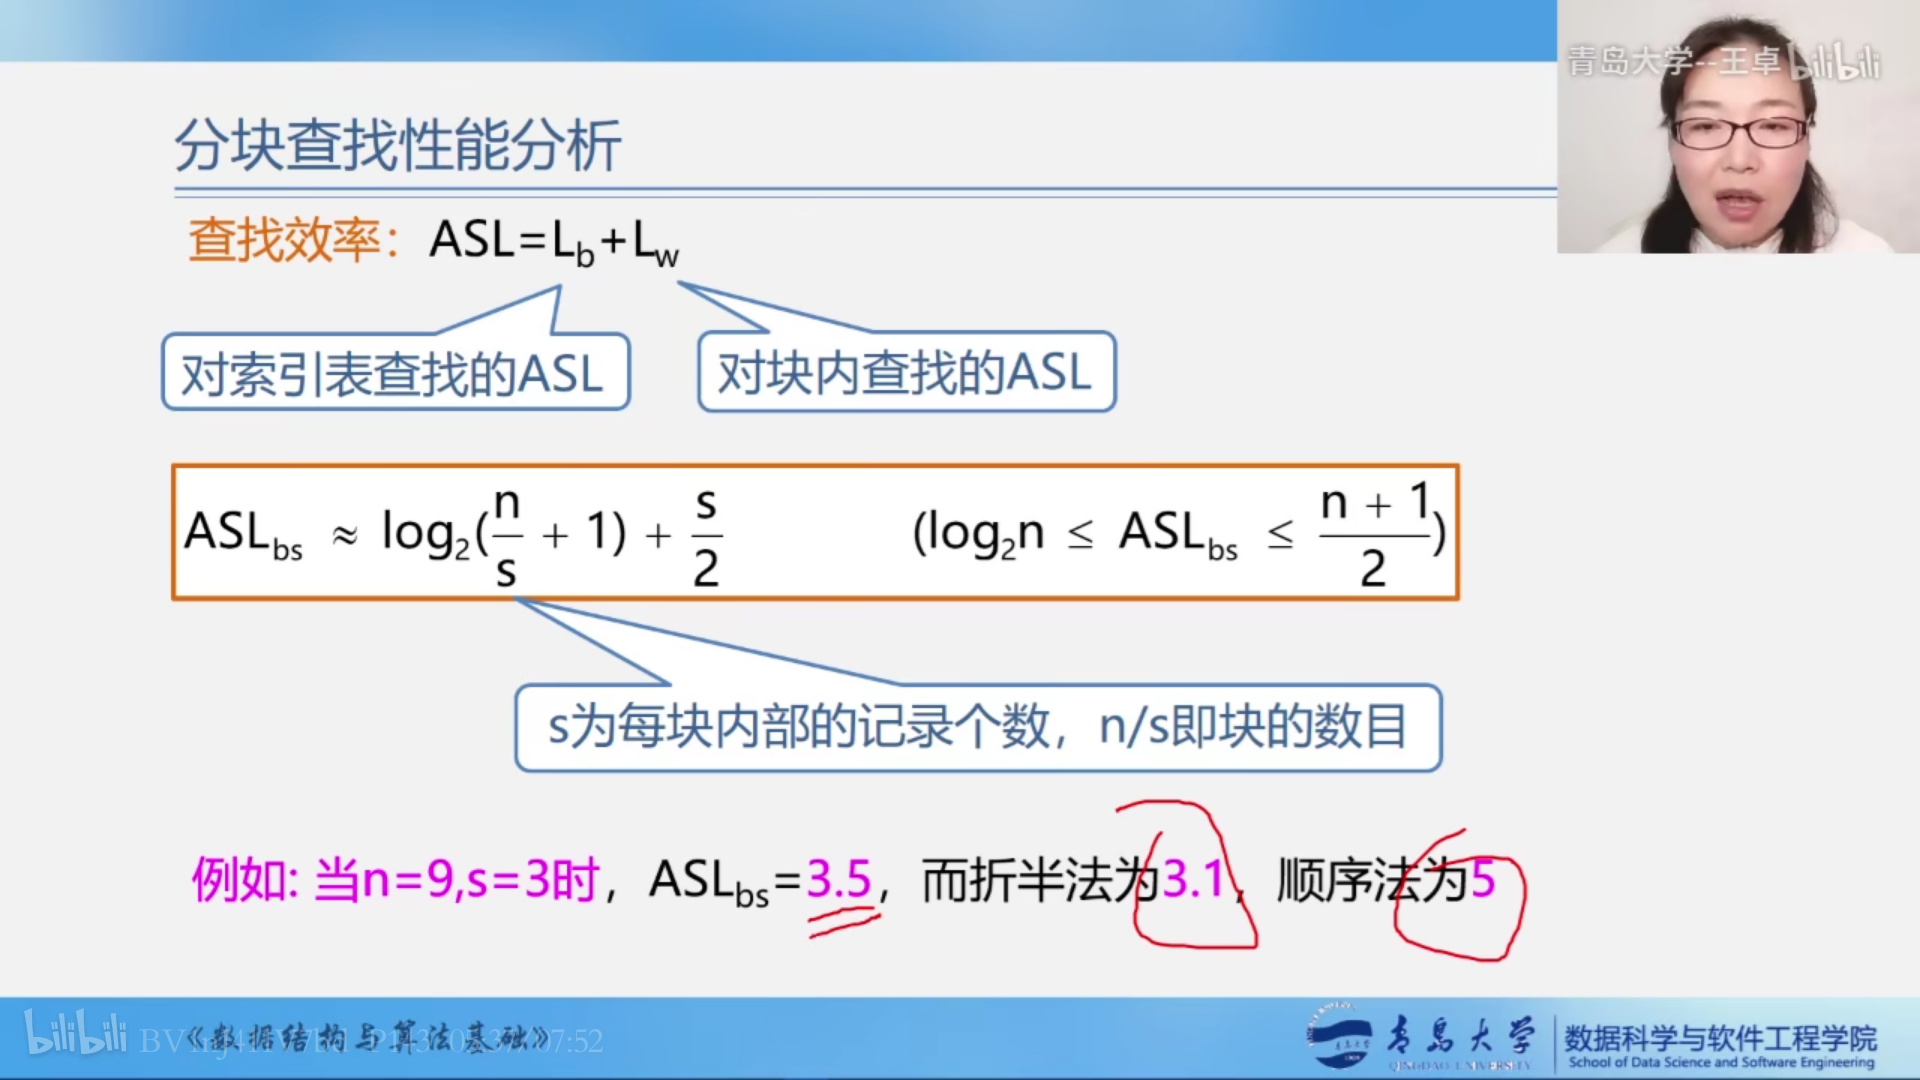 青岛大学--王卓 bilibili
分块查找性能分析
查找效率：ASL=Lb+Lw
对索引表查找的ASL
对块内查找的ASL
ASLbs ≈ log2(n/s + 1) + s/2 (log2n ≤ ASLbs ≤ (n + 1)/2)
s为每块内部的记录个数，n/s即块的数目
例如: 当n=9,s=3时，ASLbs=3.5，而折半法为3.1，顺序法为5
bilibili
《数据结构与算法基础》
07:52
青岛大学
QINGDAO UNIVERSITY
数据科学与软件工程学院
School of Data Science and Software Engineering